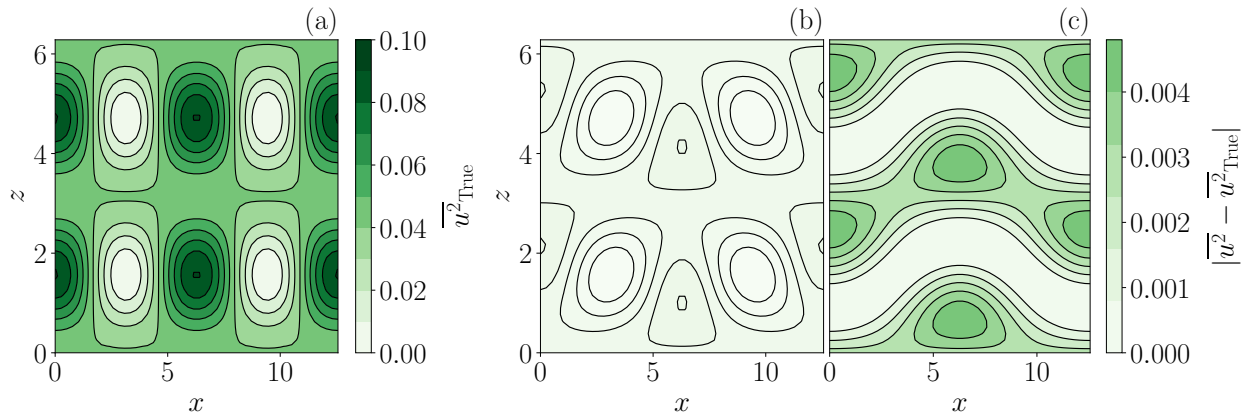 (a)
6
4
2
0
z
0
5
10
x
0.10
0.08
0.06
0.04
0.02
0.00
$\overline{u^2}_{\mathrm{True}}$
(b)
6
4
2
0
z
0
5
10
x
(c)
0
5
10
x
0.004
0.003
0.002
0.001
0.000
$|\overline{u^2} - \overline{u^2}_{\mathrm{True}}|$